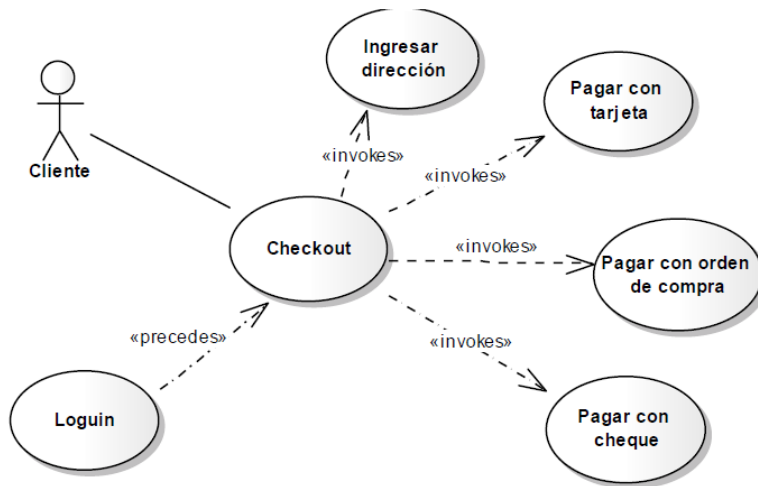 Ingresar
dirección
Pagar con
tarjeta
Cliente
«invokes»
«invokes»
Checkout
«invokes»
Pagar con orden
de compra
«precedes»
«invokes»
Loguin
Pagar con
cheque